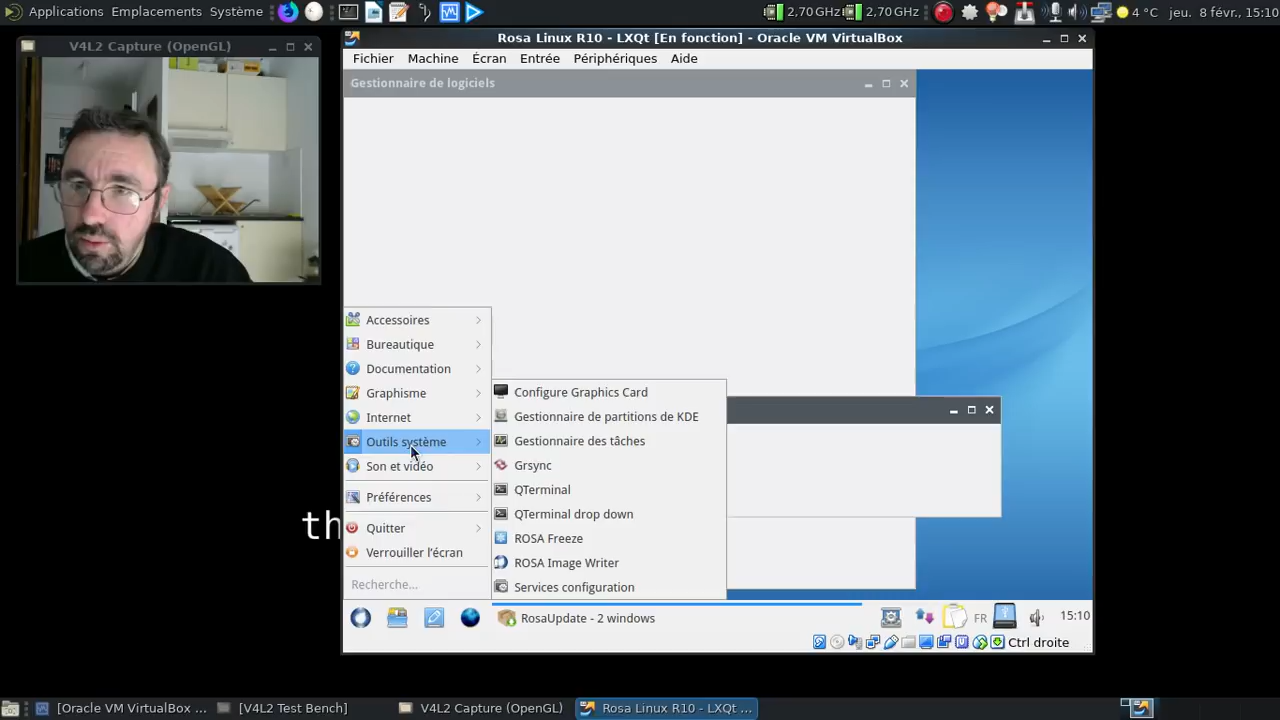 Applications Emplacements Système
2,70 GHz 2,70 GHz 4 °C jeu. 8 févr., 15:10
V4L2 Capture (OpenGL)
Rosa Linux R10 - LXQt [En fonction] - Oracle VM VirtualBox
Fichier Machine Écran Entrée Périphériques Aide
Gestionnaire de logiciels
Accessoires
Bureautique
Documentation
Graphisme
Internet
Outils système
Son et vidéo
Préférences
Quitter
Verrouiller l'écran
Recherche...
Configure Graphics Card
Gestionnaire de partitions de KDE
Gestionnaire des tâches
Grsync
QTerminal
QTerminal drop down
ROSA Freeze
ROSA Image Writer
Services configuration
th
RosaUpdate - 2 windows
FR
15:10
Ctrl droite
[Oracle VM VirtualBox ... [V4L2 Test Bench] V4L2 Capture (OpenGL) Rosa Linux R10 - LXQt ...